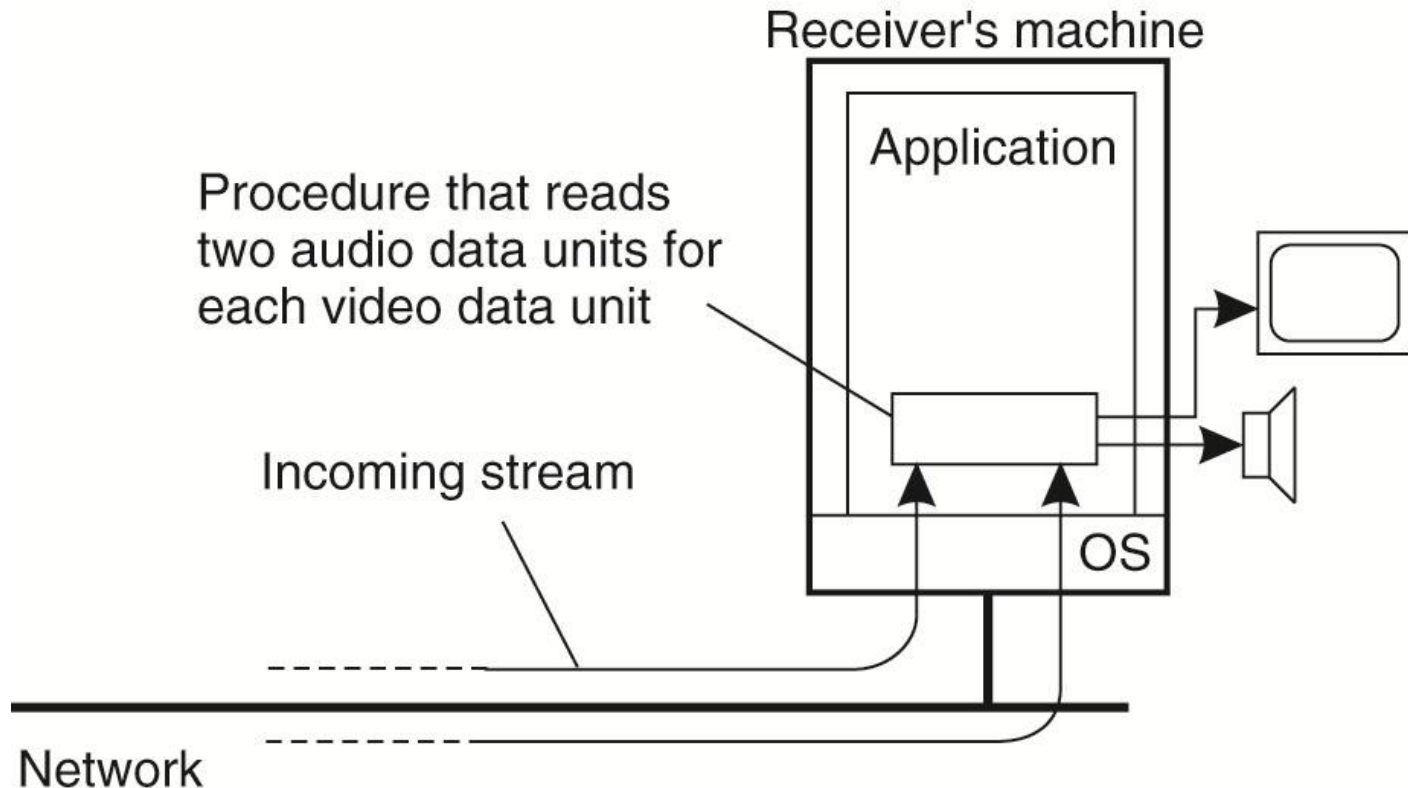 Receiver's machine
Application
Procedure that reads
two audio data units for
each video data unit
Incoming stream
OS
Network